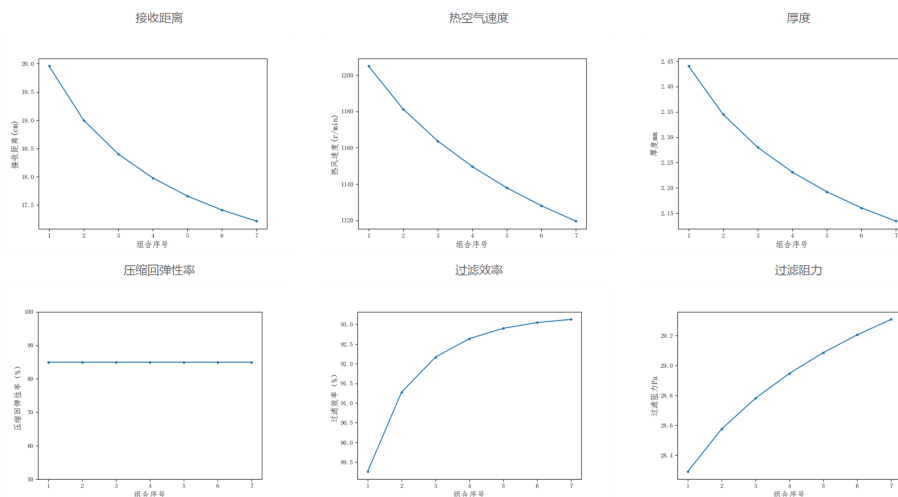 接收距离
热空气速度
厚度
20.0
19.5
19.0
18.5
18.0
17.5
接收距离(cm)
1 2 3 4 5 6 7
组合序号
1200
1180
1160
1140
1120
热风速度(r/min)
1 2 3 4 5 6 7
组合序号
2.45
2.40
2.35
2.30
2.25
2.20
2.15
厚度mm
1 2 3 4 5 6 7
组合序号
压缩回弹性率
过滤效率
过滤阻力
100
90
80
70
60
50
压缩回弹性率(%)
1 2 3 4 5 6 7
组合序号
93.0
92.5
92.0
91.5
91.0
90.5
90.0
89.5
过滤效率(%)
1 2 3 4 5 6 7
组合序号
29.2
29.0
28.8
28.6
28.4
过滤阻力Pa
1 2 3 4 5 6 7
组合序号